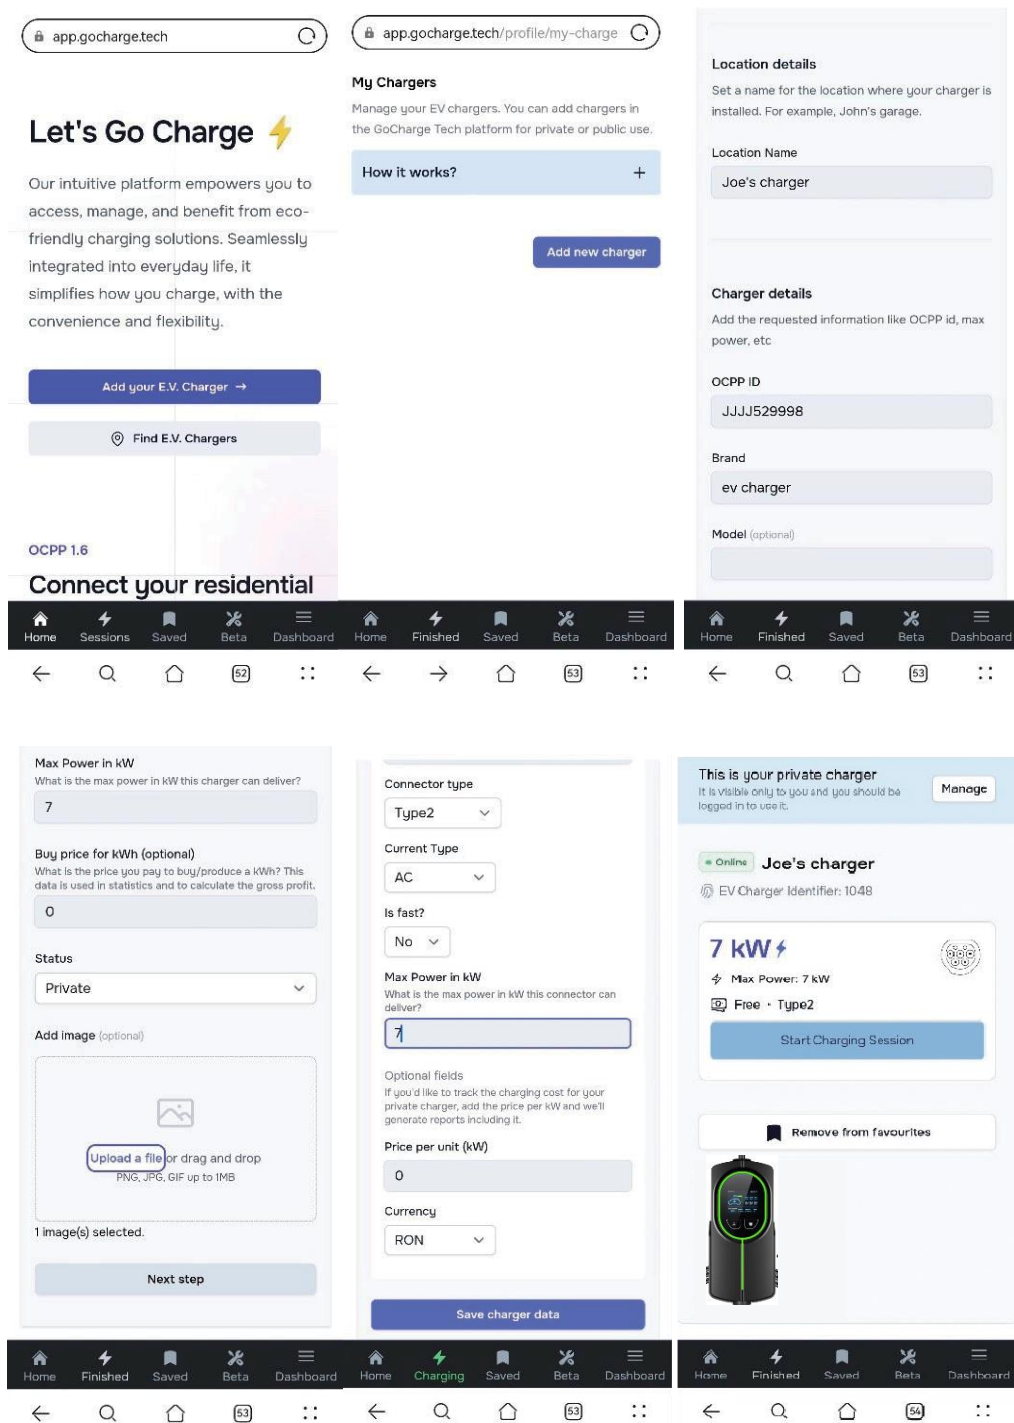 app.gocharge.tech
Let's Go Charge
Our intuitive platform empowers you to
access, manage, and benefit from eco-
friendly charging solutions. Seamlessly
integrated into everyday life, it
simplifies how you charge, with the
convenience and flexibility.
Add your E.V. Charger →
Find E.V. Chargers
OCPP 1.6
Connect your residential
Home Sessions Saved Beta Dashboard
52
app.gocharge.tech/profile/my-charge
My Chargers
Manage your EV chargers. You can add chargers in
the GoCharge Tech platform for private or public use.
How it works? +
Add new charger
Home Finished Saved Beta Dashboard
53
Location details
Set a name for the location where your charger is
installed. For example, John's garage.
Location Name
Joe's charger
Charger details
Add the requested information like OCPP id, max
power, etc
OCPP ID
JJJJ529998
Brand
ev charger
Model (optional)
Home Finished Saved Beta Dashboard
53
Max Power in kW
What is the max power in kW this charger can deliver?
7
Buy price for kWh (optional)
What is the price you pay to buy/produce a kWh? This
data is used in statistics and to calculate the gross profit.
0
Status
Private
Add image (optional)
Upload a file or drag and drop
PNG, JPG, GIF up to 1MB
1 image(s) selected.
Next step
Home Finished Saved Beta Dashboard
53
Connector type
Type2
Current Type
AC
Is fast?
No
Max Power in kW
What is the max power in kW this connector can
deliver?
7
Optional fields
If you'd like to track the charging cost for your
private charger, add the price per kW and we'll
generate reports including it.
Price per unit (kW)
0
Currency
RON
Save charger data
Home Charging Saved Beta Dashboard
53
This is your private charger
It is visible only to you and you should be
logged in to use it.
Manage
Online Joe's charger
EV Charger Identifier: 1048
7 kW
Max Power: 7 kW
Free · Type2
Start Charging Session
Remove from favourites
Home Finished Saved Beta Dashboard
54